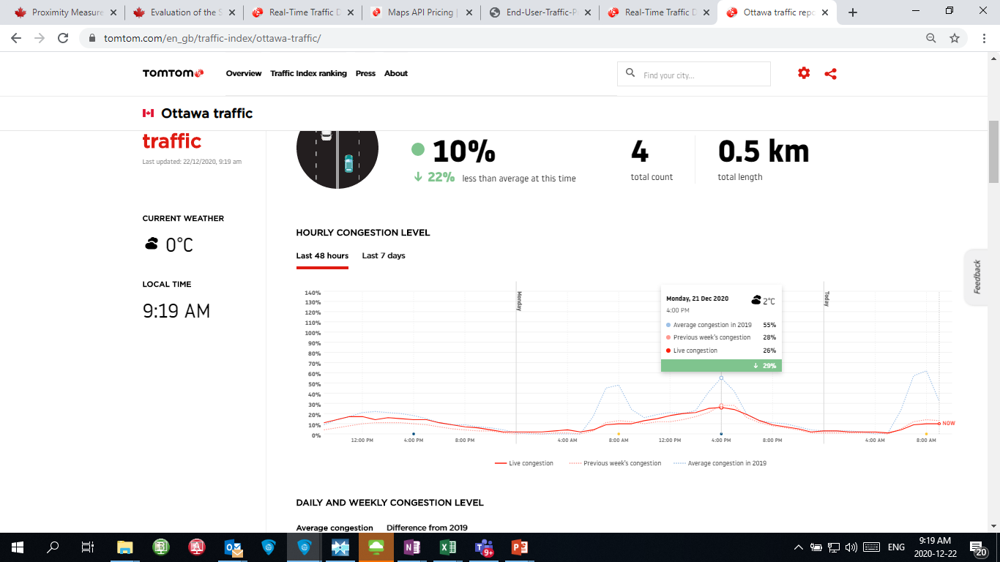 Proximity Measure
Evaluation of the S
Real-Time Traffic D
Maps API Pricing |
End-User-Traffic-P
Real-Time Traffic D
Ottawa traffic repo
tomtom.com/en_gb/traffic-index/ottawa-traffic/
TOMTOM
Overview Traffic Index ranking Press About
Find your city...
Ottawa traffic
traffic
Last updated: 22/12/2020, 9:19 am
10%
22% less than average at this time
4
total count
0.5 km
total length
CURRENT WEATHER
0°C
LOCAL TIME
9:19 AM
Feedback
HOURLY CONGESTION LEVEL
Last 48 hours Last 7 days
140%
130%
120%
110%
100%
90%
80%
70%
60%
50%
40%
30%
20%
10%
0%
Monday
Today
Monday, 21 Dec 2020
2°C
4:00 PM
Average congestion in 2019 55%
Previous week's congestion 28%
Live congestion 26%
29%
NOW
12:00 PM 4:00 PM 8:00 PM 4:00 AM 8:00 AM 12:00 PM 4:00 PM 8:00 PM 4:00 AM 8:00 AM
Live congestion Previous week's congestion Average congestion in 2019
DAILY AND WEEKLY CONGESTION LEVEL
Average congestion Difference from 2019
9+
ENG
9:19 AM
2020-12-22
20